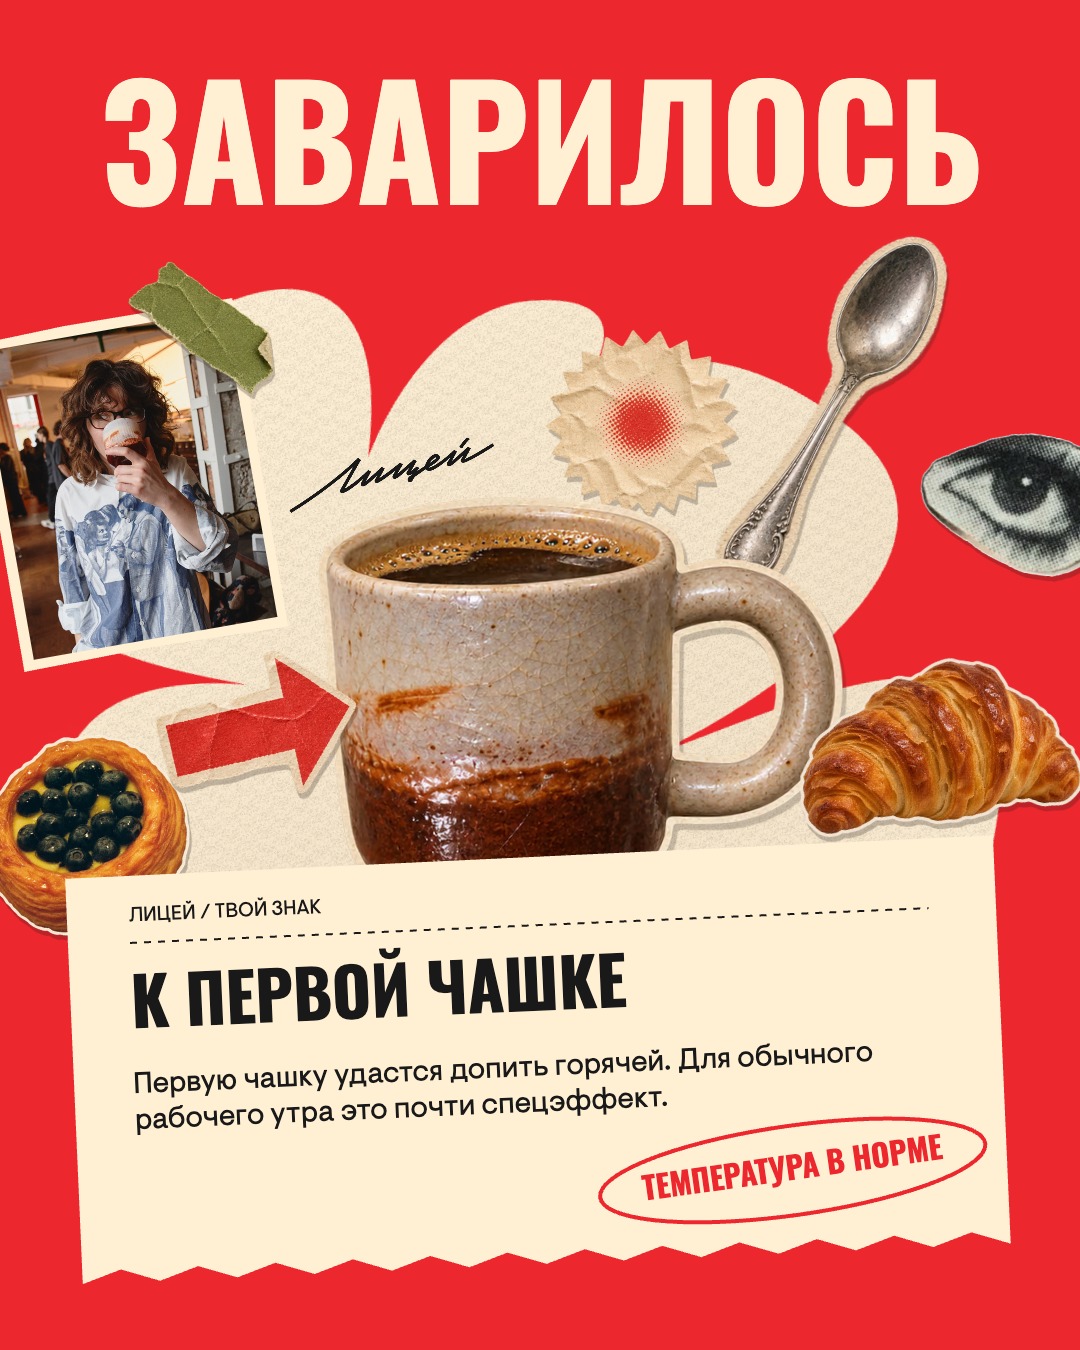 ЗАВАРИЛОСЬ
Лицей
ЛИЦЕЙ / ТВОЙ ЗНАК
К ПЕРВОЙ ЧАШКЕ
Первую чашку удастся допить горячей. Для обычного
рабочего утра это почти спецэффект.
ТЕМПЕРАТУРА В НОРМЕ